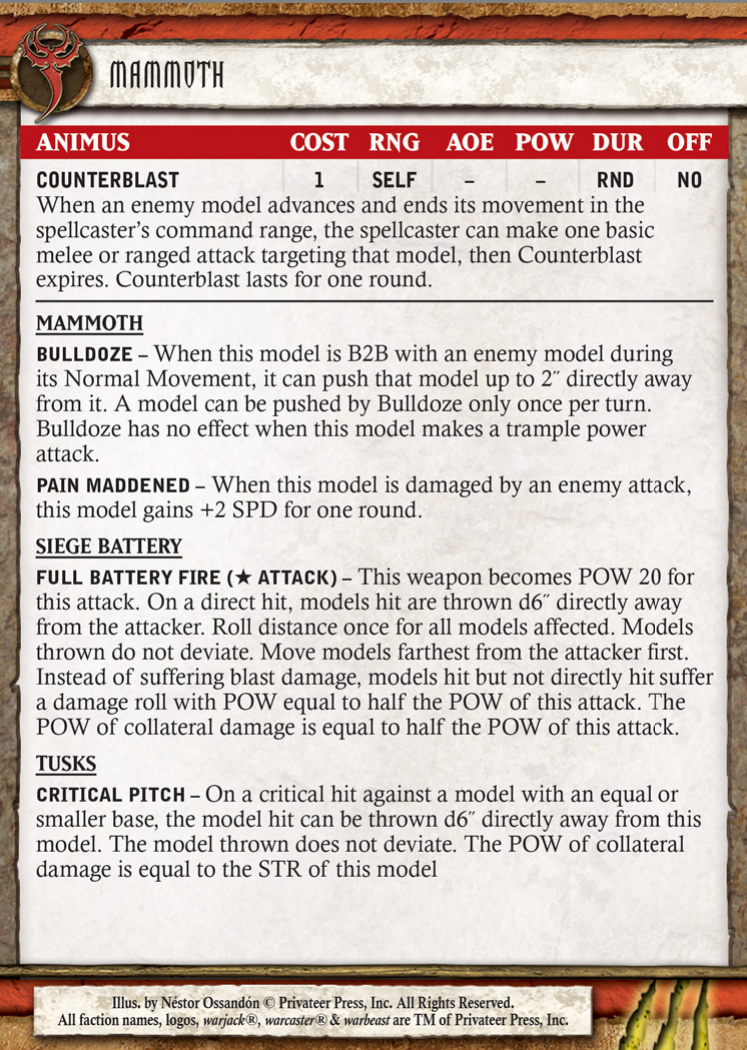 MAMMOTH
ANIMUS COST RNG AOE POW DUR OFF
COUNTERBLAST 1 SELF – – RND NO
When an enemy model advances and ends its movement in the
spellcaster's command range, the spellcaster can make one basic
melee or ranged attack targeting that model, then Counterblast
expires. Counterblast lasts for one round.
MAMMOTH
BULLDOZE – When this model is B2B with an enemy model during
its Normal Movement, it can push that model up to 2″ directly away
from it. A model can be pushed by Bulldoze only once per turn.
Bulldoze has no effect when this model makes a trample power
attack.
PAIN MADDENED – When this model is damaged by an enemy attack,
this model gains +2 SPD for one round.
SIEGE BATTERY
FULL BATTERY FIRE (★ ATTACK) – This weapon becomes POW 20 for
this attack. On a direct hit, models hit are thrown d6″ directly away
from the attacker. Roll distance once for all models affected. Models
thrown do not deviate. Move models farthest from the attacker first.
Instead of suffering blast damage, models hit but not directly hit suffer
a damage roll with POW equal to half the POW of this attack. The
POW of collateral damage is equal to half the POW of this attack.
TUSKS
CRITICAL PITCH – On a critical hit against a model with an equal or
smaller base, the model hit can be thrown d6″ directly away from this
model. The model thrown does not deviate. The POW of collateral
damage is equal to the STR of this model
Illus. by Néstor Ossandón © Privateer Press, Inc. All Rights Reserved.
All faction names, logos, warjack®, warcaster® & warbeast are TM of Privateer Press, Inc.